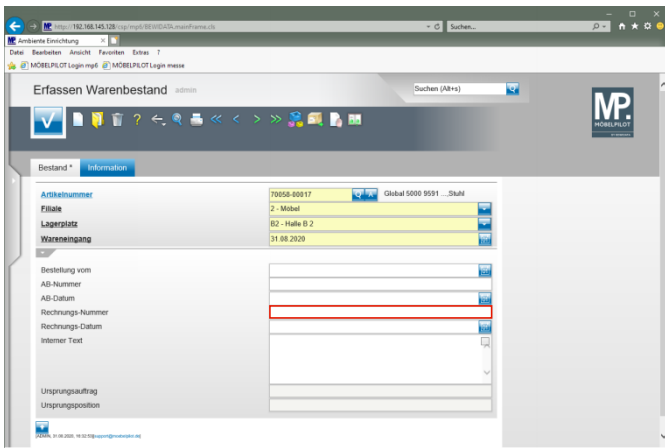 http://192.168.145.128/csp/mp6/BEWIDATA.mainFrame.cls
Suchen...
Ambiente Einrichtung
Datei Bearbeiten Ansicht Favoriten Extras ?
MÖBELPILOT Login mp6 MÖBELPILOT Login messe
Erfassen Warenbestand admin
Suchen (Alt+s)
MP.
MÖBELPILOT
Bestand * Information
Artikelnummer 70058-00017 Global 5000 9591 ...,Stuhl
Filiale 2 - Möbel
Lagerplatz B2 - Halle B 2
Wareneingang 31.08.2020
Bestellung vom
AB-Nummer
AB-Datum
Rechnungs-Nummer
Rechnungs-Datum
Interner Text
Ursprungsauftrag
Ursprungsposition